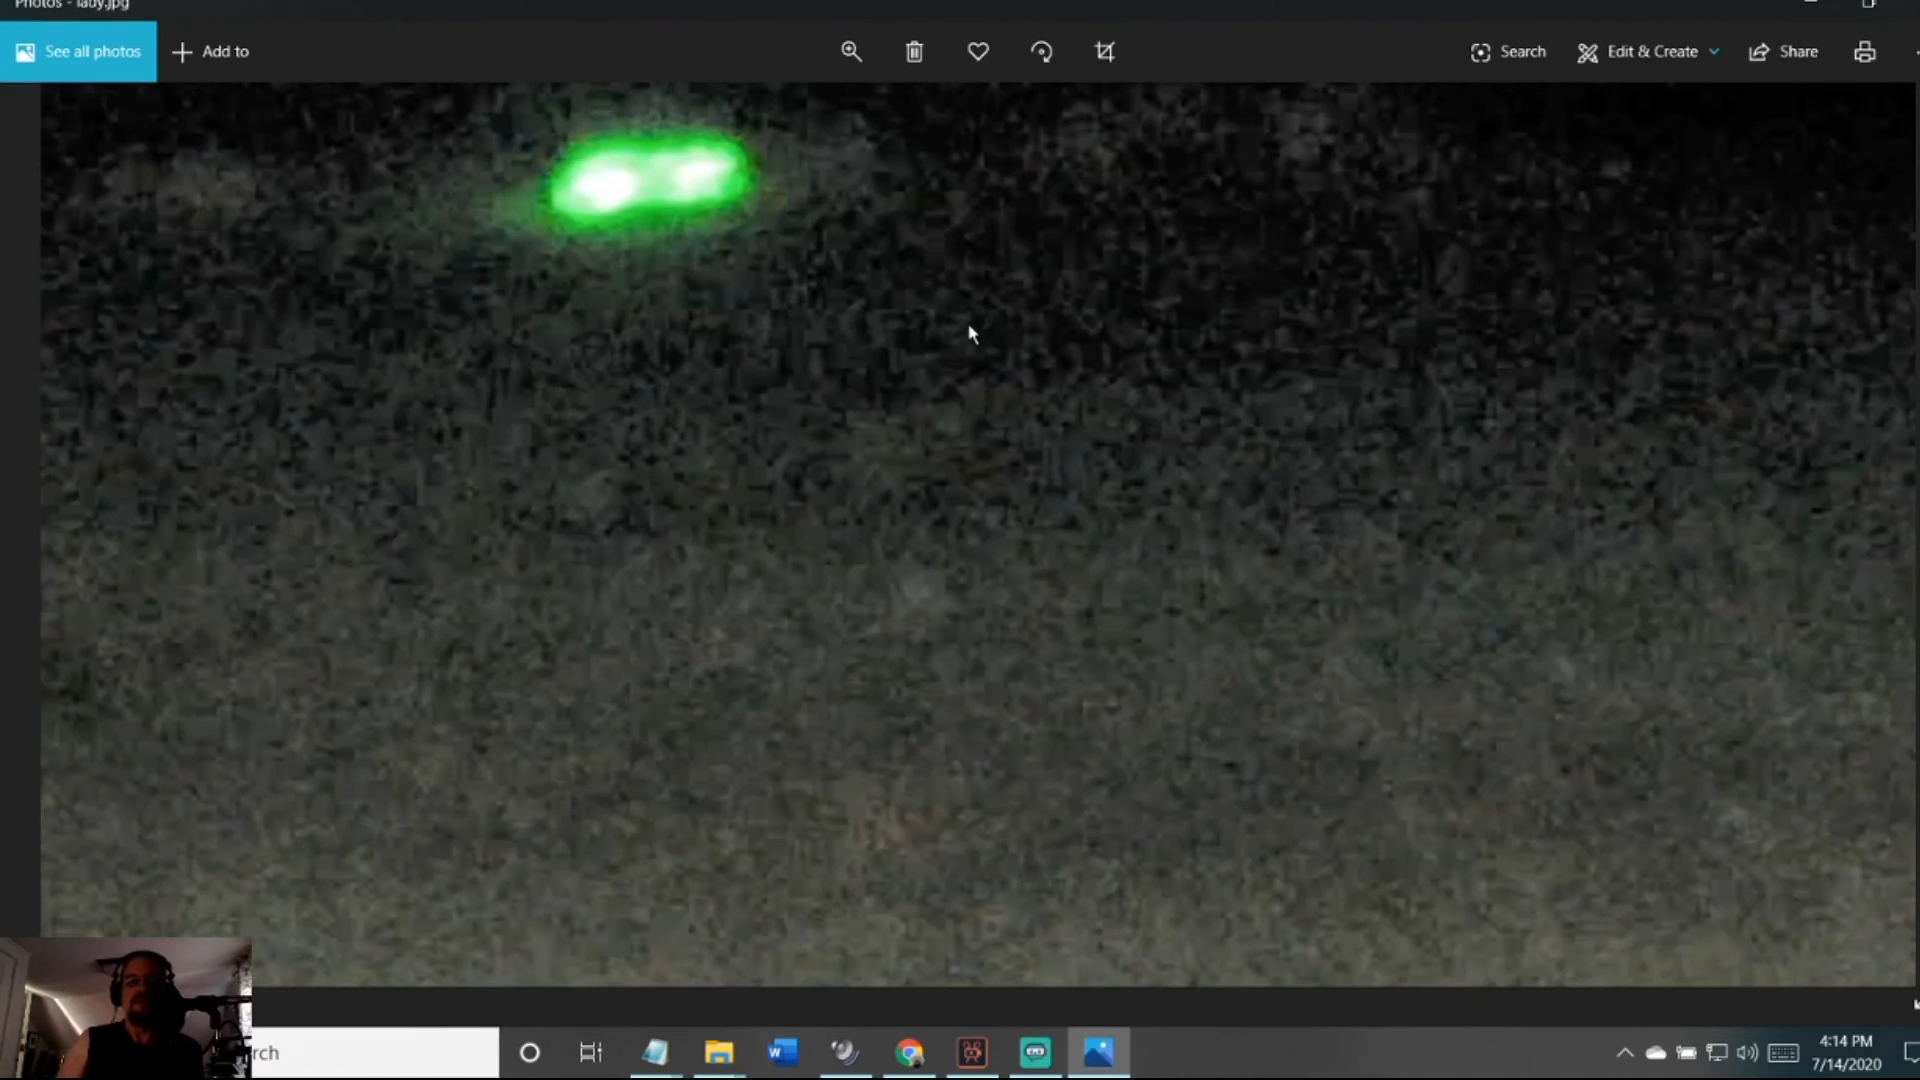 Photos - lady.jpg
See all photos
Add to
Search
Edit & Create
Share
rch
4:14 PM
7/14/2020